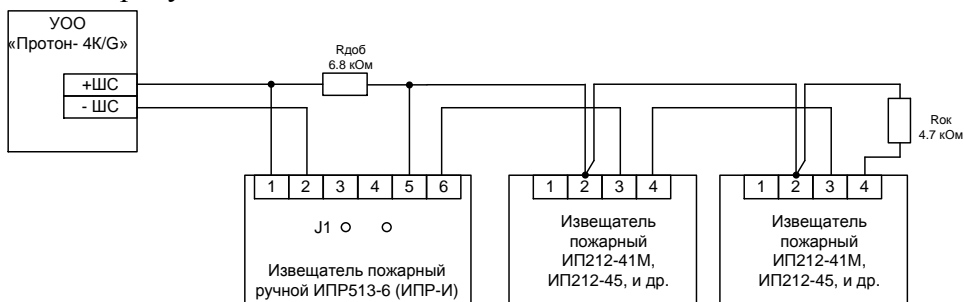 УОО
«Протон- 4К/G»
+ШС
- ШС
Rдоб
6.8 кОм
Rок
4.7 кОм
1 2 3 4 5 6
J1
Извещатель пожарный
ручной ИПР513-6 (ИПР-И)
1 2 3 4
Извещатель
пожарный
ИП212-41М,
ИП212-45, и др.
1 2 3 4
Извещатель
пожарный
ИП212-41М,
ИП212-45, и др.